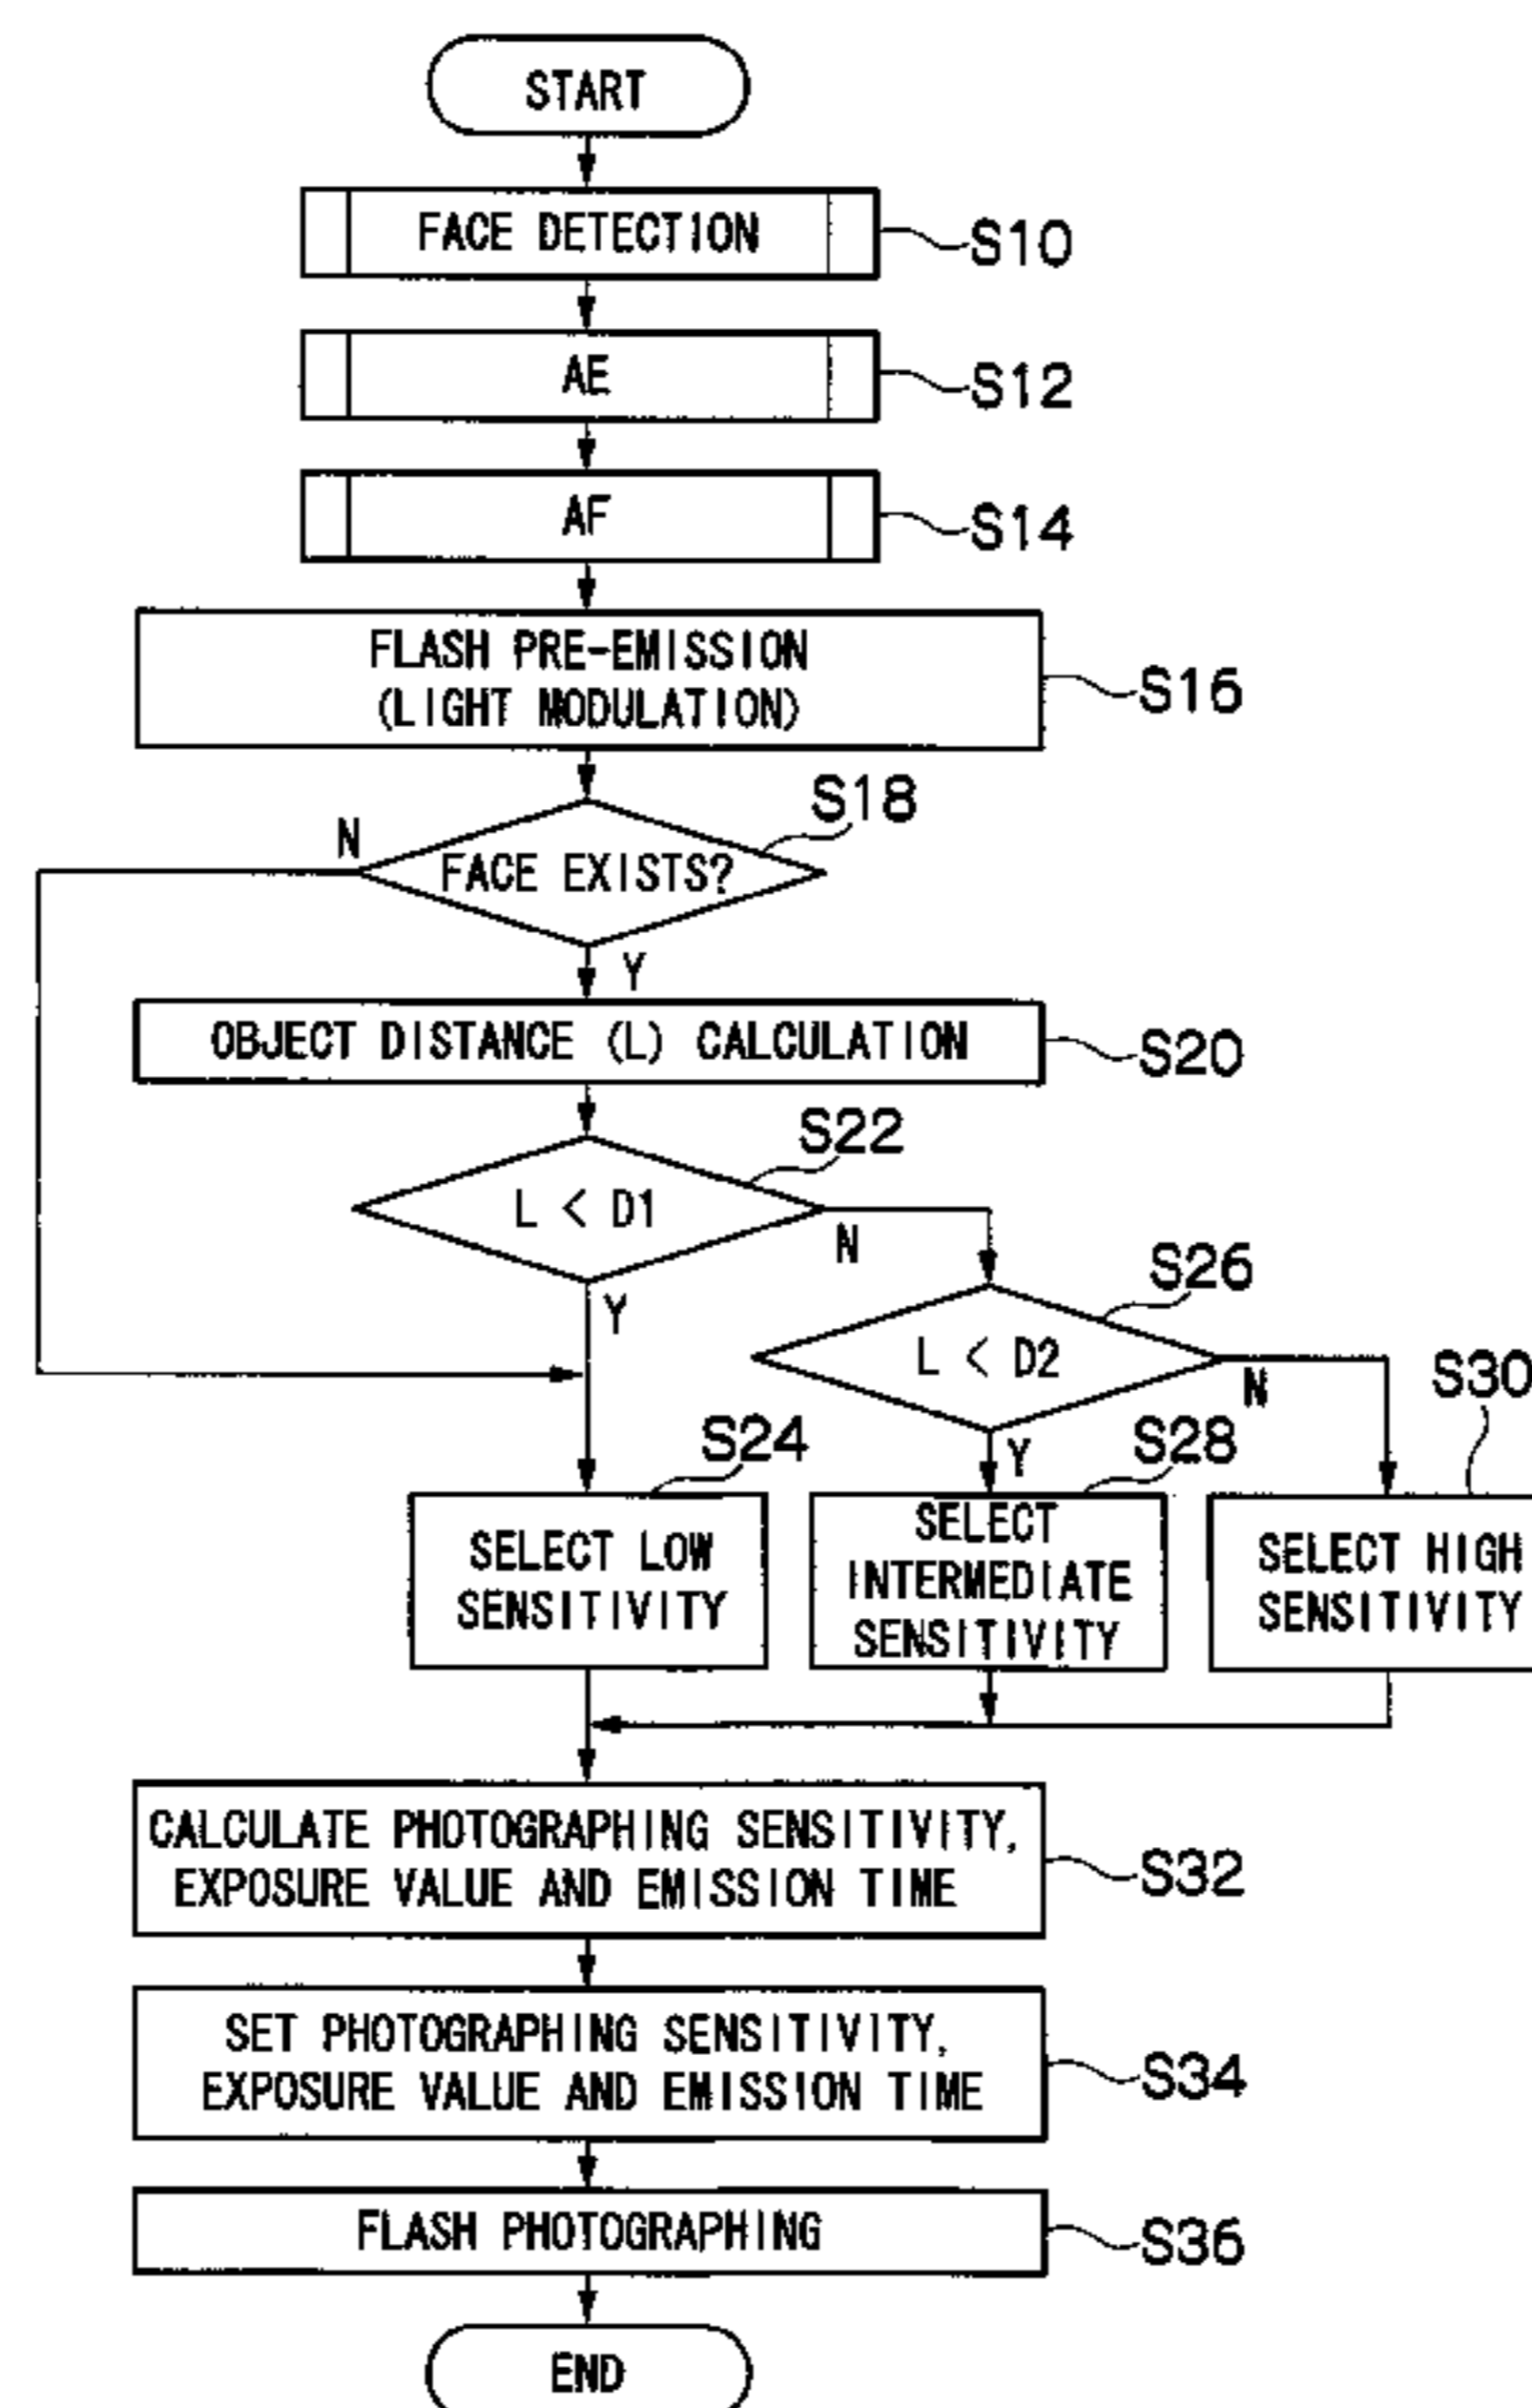 START
FACE DETECTION
S10
AE
S12
AF
S14
FLASH PRE-EMISSION
(LIGHT MODULATION)
S16
S18
N
FACE EXISTS?
Y
OBJECT DISTANCE (L) CALCULATION
S20
S22
L < D1
N
Y
S26
L < D2
N
Y
S30
S24
S28
SELECT LOW
SENSITIVITY
SELECT
INTERMEDIATE
SENSITIVITY
SELECT HIGH
SENSITIVITY
CALCULATE PHOTOGRAPHING SENSITIVITY,
EXPOSURE VALUE AND EMISSION TIME
S32
SET PHOTOGRAPHING SENSITIVITY,
EXPOSURE VALUE AND EMISSION TIME
S34
FLASH PHOTOGRAPHING
S36
END